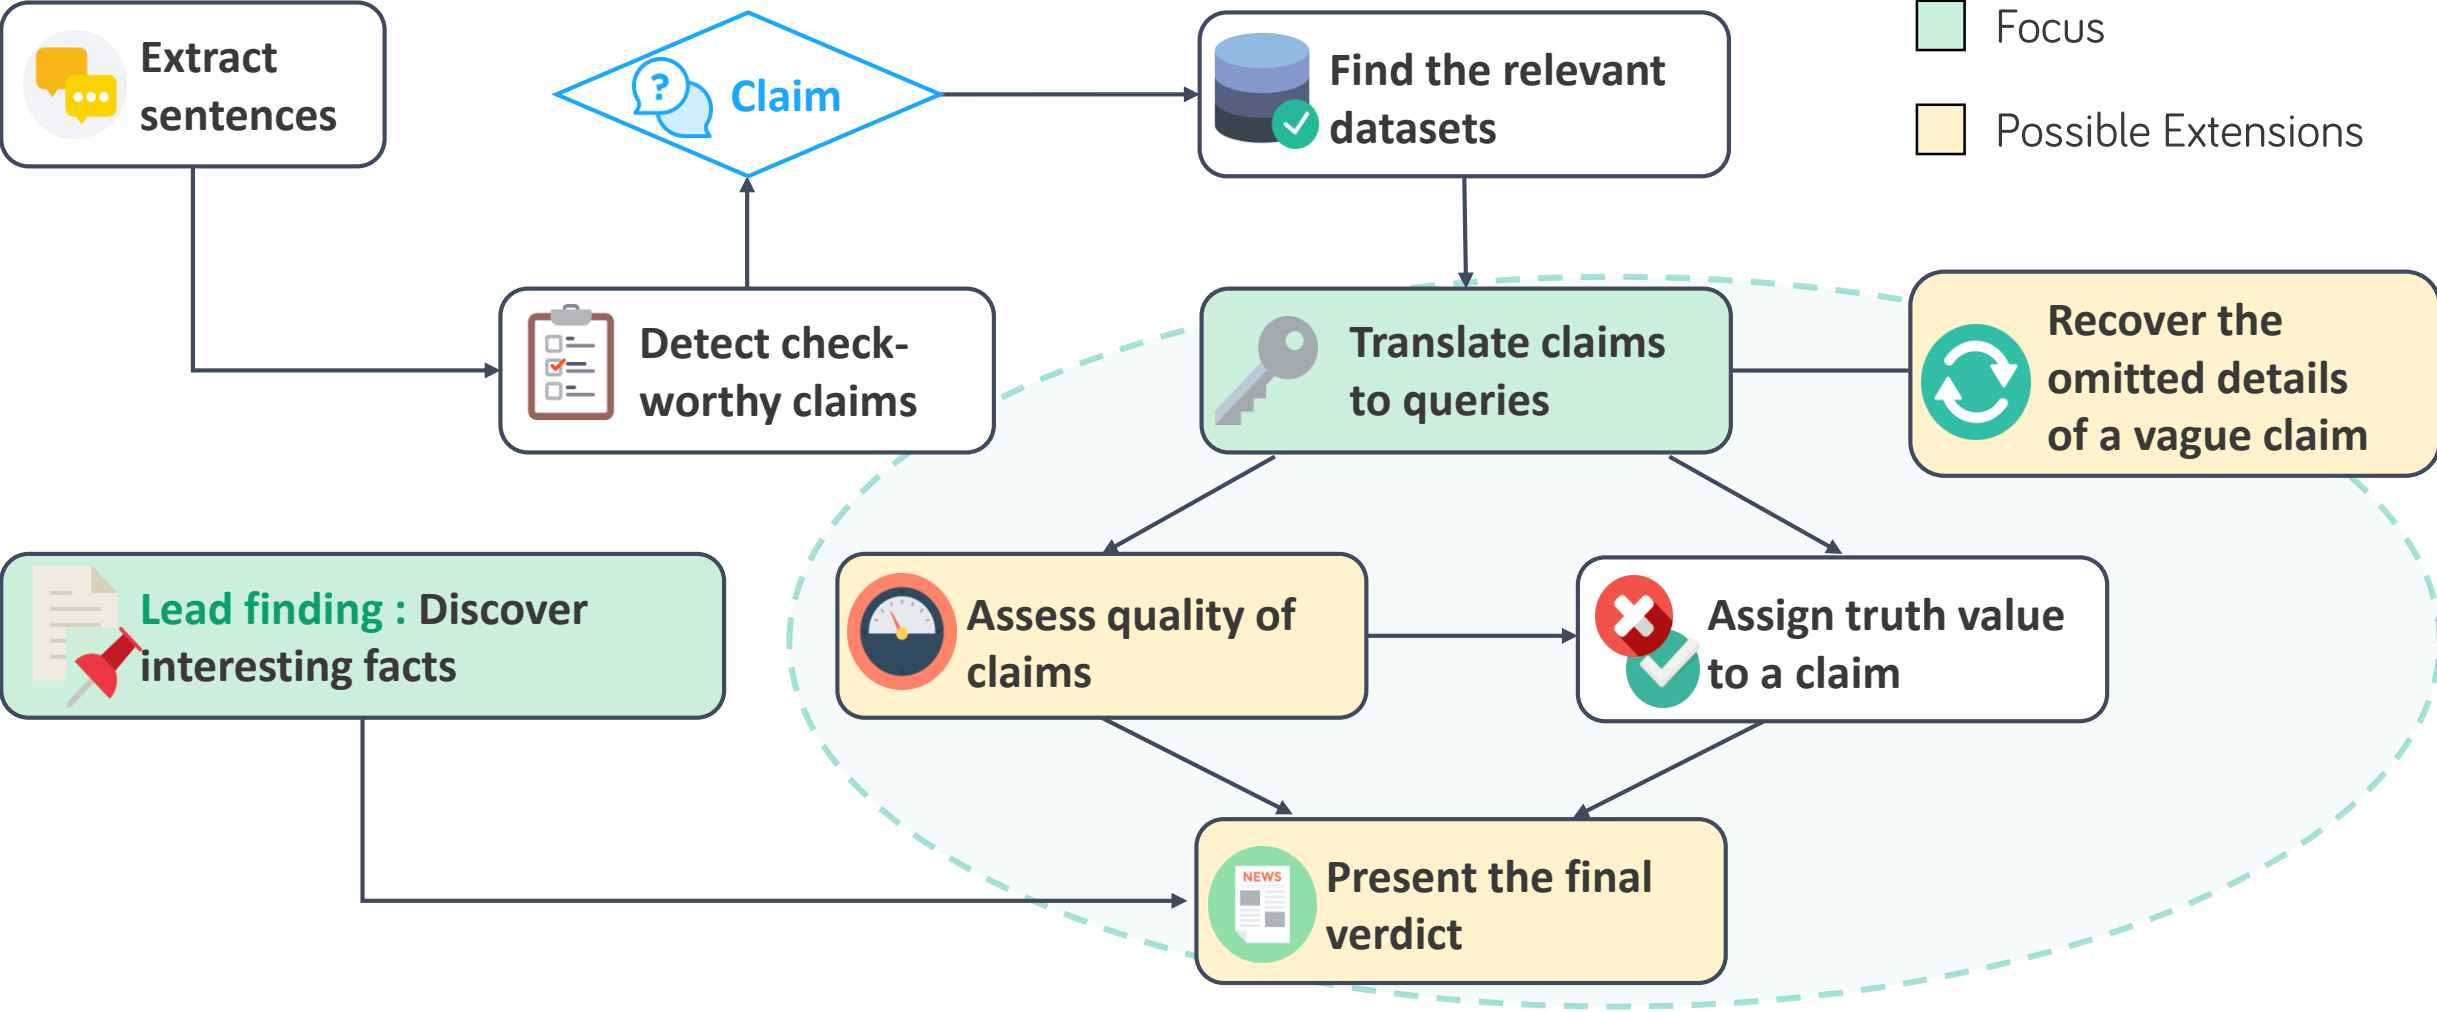 Extract
sentences
?
Claim
Find the relevant
datasets
Focus
Possible Extensions
Detect check-
worthy claims
Translate claims
to queries
Recover the
omitted details
of a vague claim
Lead finding : Discover
interesting facts
Assess quality of
claims
Assign truth value
to a claim
NEWS
Present the final
verdict